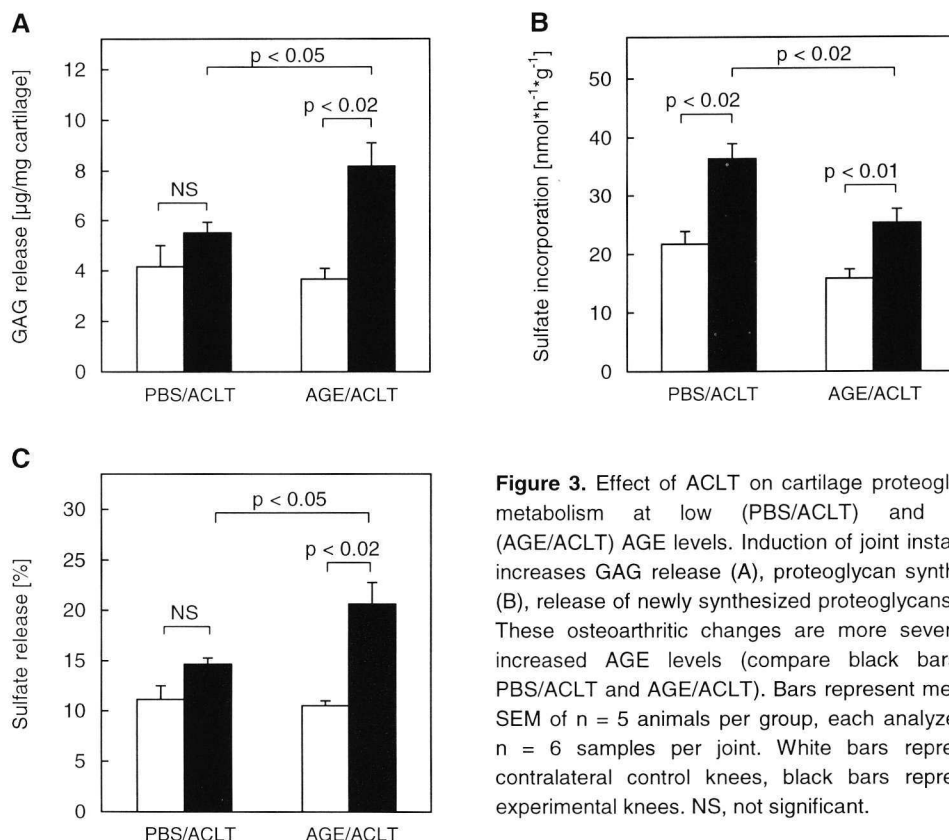 A
GAG release [µg/mg cartilage]
12
10
8
6
4
2
0
p < 0.05
p < 0.02
NS
PBS/ACLT
AGE/ACLT
B
Sulfate incorporation [nmol*h⁻¹*g⁻¹]
50
40
30
20
10
0
p < 0.02
p < 0.02
p < 0.01
PBS/ACLT
AGE/ACLT
C
Sulfate release [%]
30
25
20
15
10
5
0
p < 0.05
p < 0.02
NS
PBS/ACLT
AGE/ACLT
Figure 3. Effect of ACLT on cartilage proteogl
metabolism at low (PBS/ACLT) and
(AGE/ACLT) AGE levels. Induction of joint insta
increases GAG release (A), proteoglycan synth
(B), release of newly synthesized proteoglycans
These osteoarthritic changes are more sever
increased AGE levels (compare black bar
PBS/ACLT and AGE/ACLT). Bars represent me
SEM of n = 5 animals per group, each analyze
n = 6 samples per joint. White bars repre
contralateral control knees, black bars repre
experimental knees. NS, not significant.